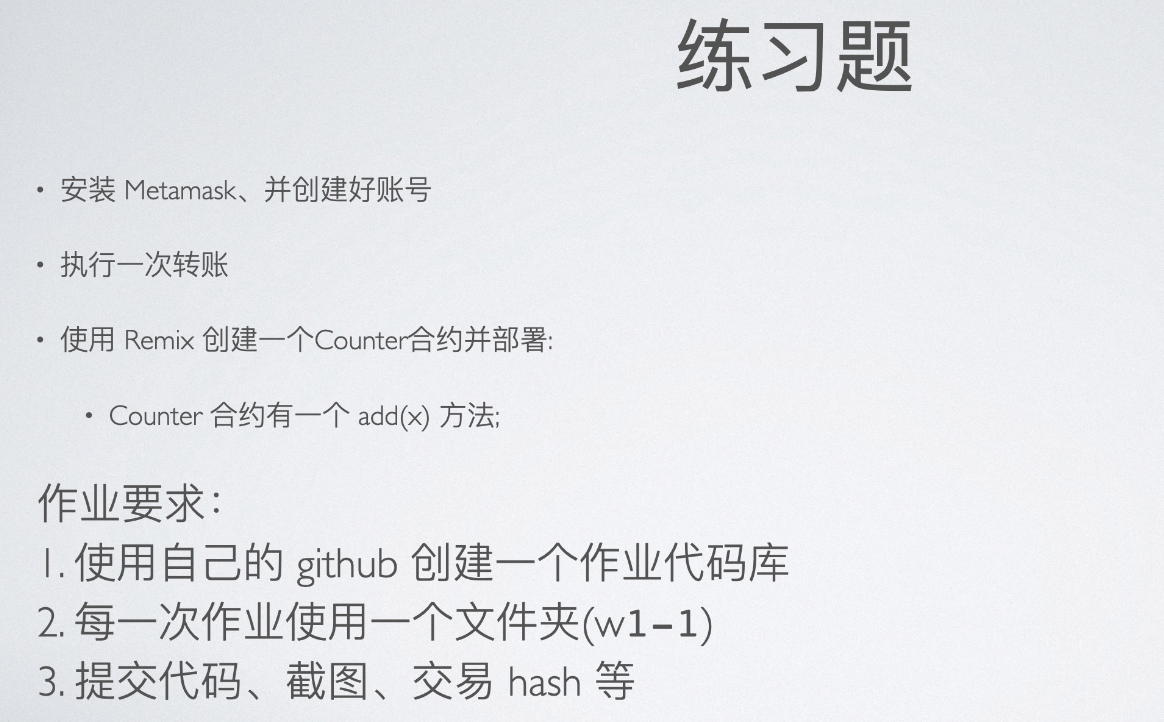 练习题
• 安装 Metamask、并创建好账号
• 执行一次转账
• 使用 Remix 创建一个Counter合约并部署:
• Counter 合约有一个 add(x) 方法;
作业要求：
1. 使用自己的 github 创建一个作业代码库
2. 每一次作业使用一个文件夹(w1-1)
3. 提交代码、截图、交易 hash 等